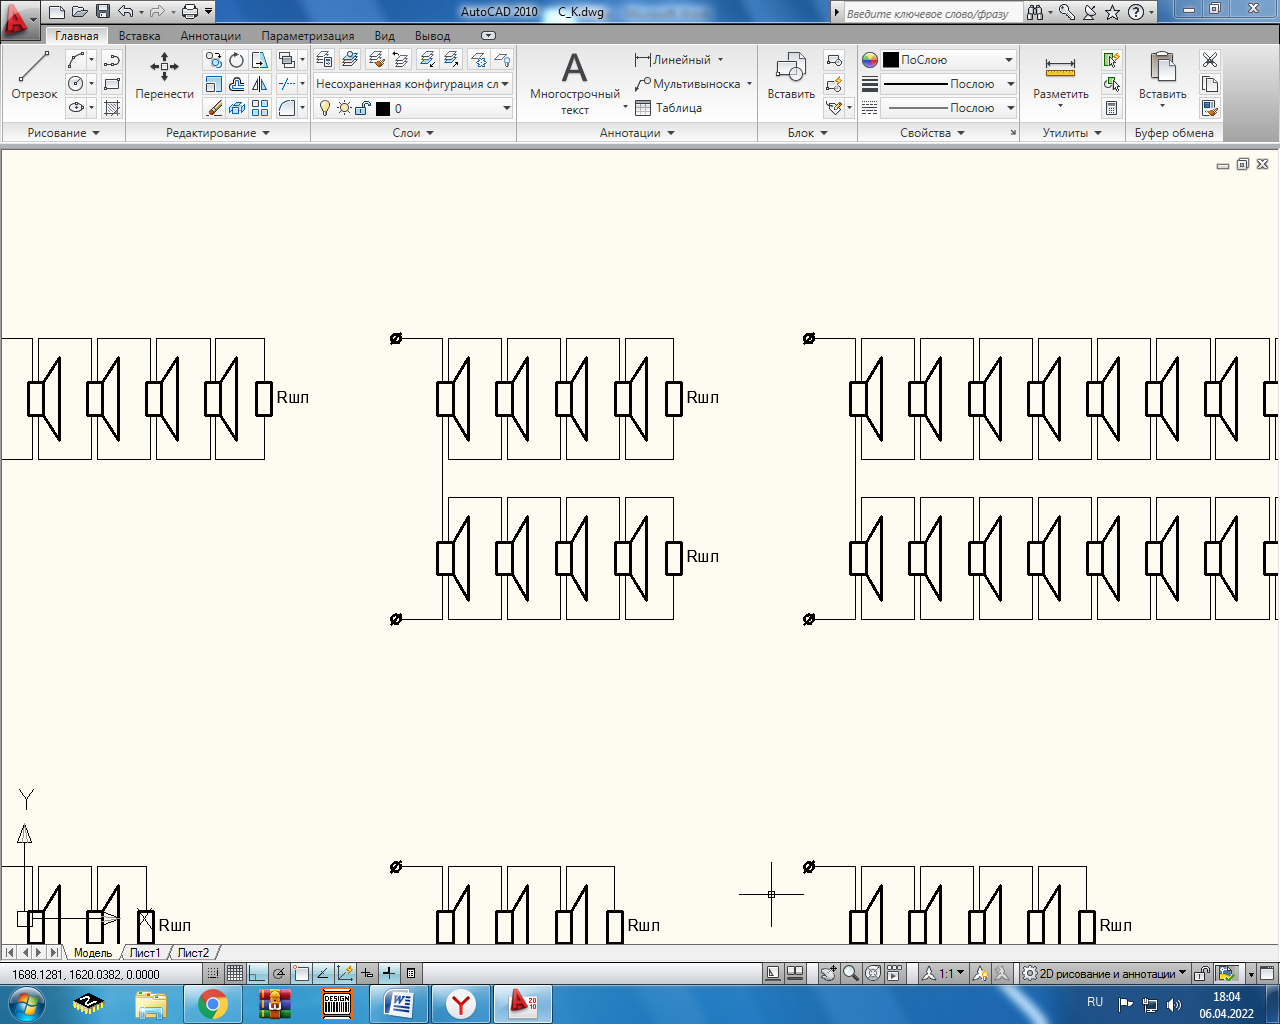 AutoCAD 2010 C_K.dwg
Введите ключевое слово/фразу
Главная Вставка Аннотации Параметризация Вид Вывод
Отрезок
Перенести
Несохраненная конфигурация сл
0
Многострочный
текст
Линейный
Мультивыноска
Таблица
Вставить
ПоСлою
Послою
Послою
Разметить
Вставить
Рисование Редактирование Слои Аннотации Блок Свойства Утилиты Буфер обмена
Rшл Rшл
Rшл
Y
Rшл Rшл Rшл
Модель Лист1 Лист2
1688.1281, 1620.0382, 0.0000
1:1
2D рисование и аннотации
RU
18:04
06.04.2022